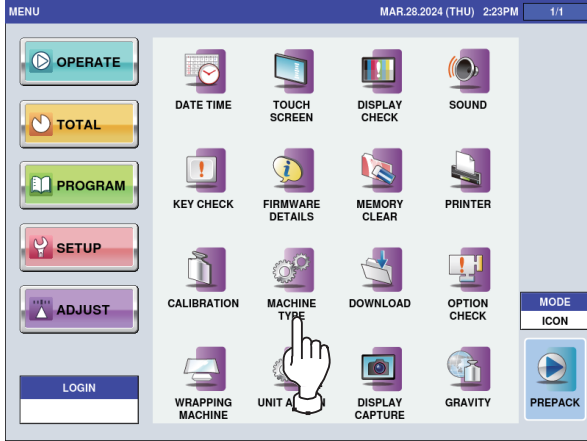 MENU
MAR.28.2024 (THU) 2:23PM
1/1
OPERATE
TOTAL
PROGRAM
SETUP
ADJUST
LOGIN
DATE TIME
TOUCH
SCREEN
DISPLAY
CHECK
SOUND
KEY CHECK
FIRMWARE
DETAILS
MEMORY
CLEAR
PRINTER
CALIBRATION
MACHINE
TYPE
DOWNLOAD
OPTION
CHECK
WRAPPING
MACHINE
UNIT
DISPLAY
CAPTURE
GRAVITY
MODE
ICON
PREPACK